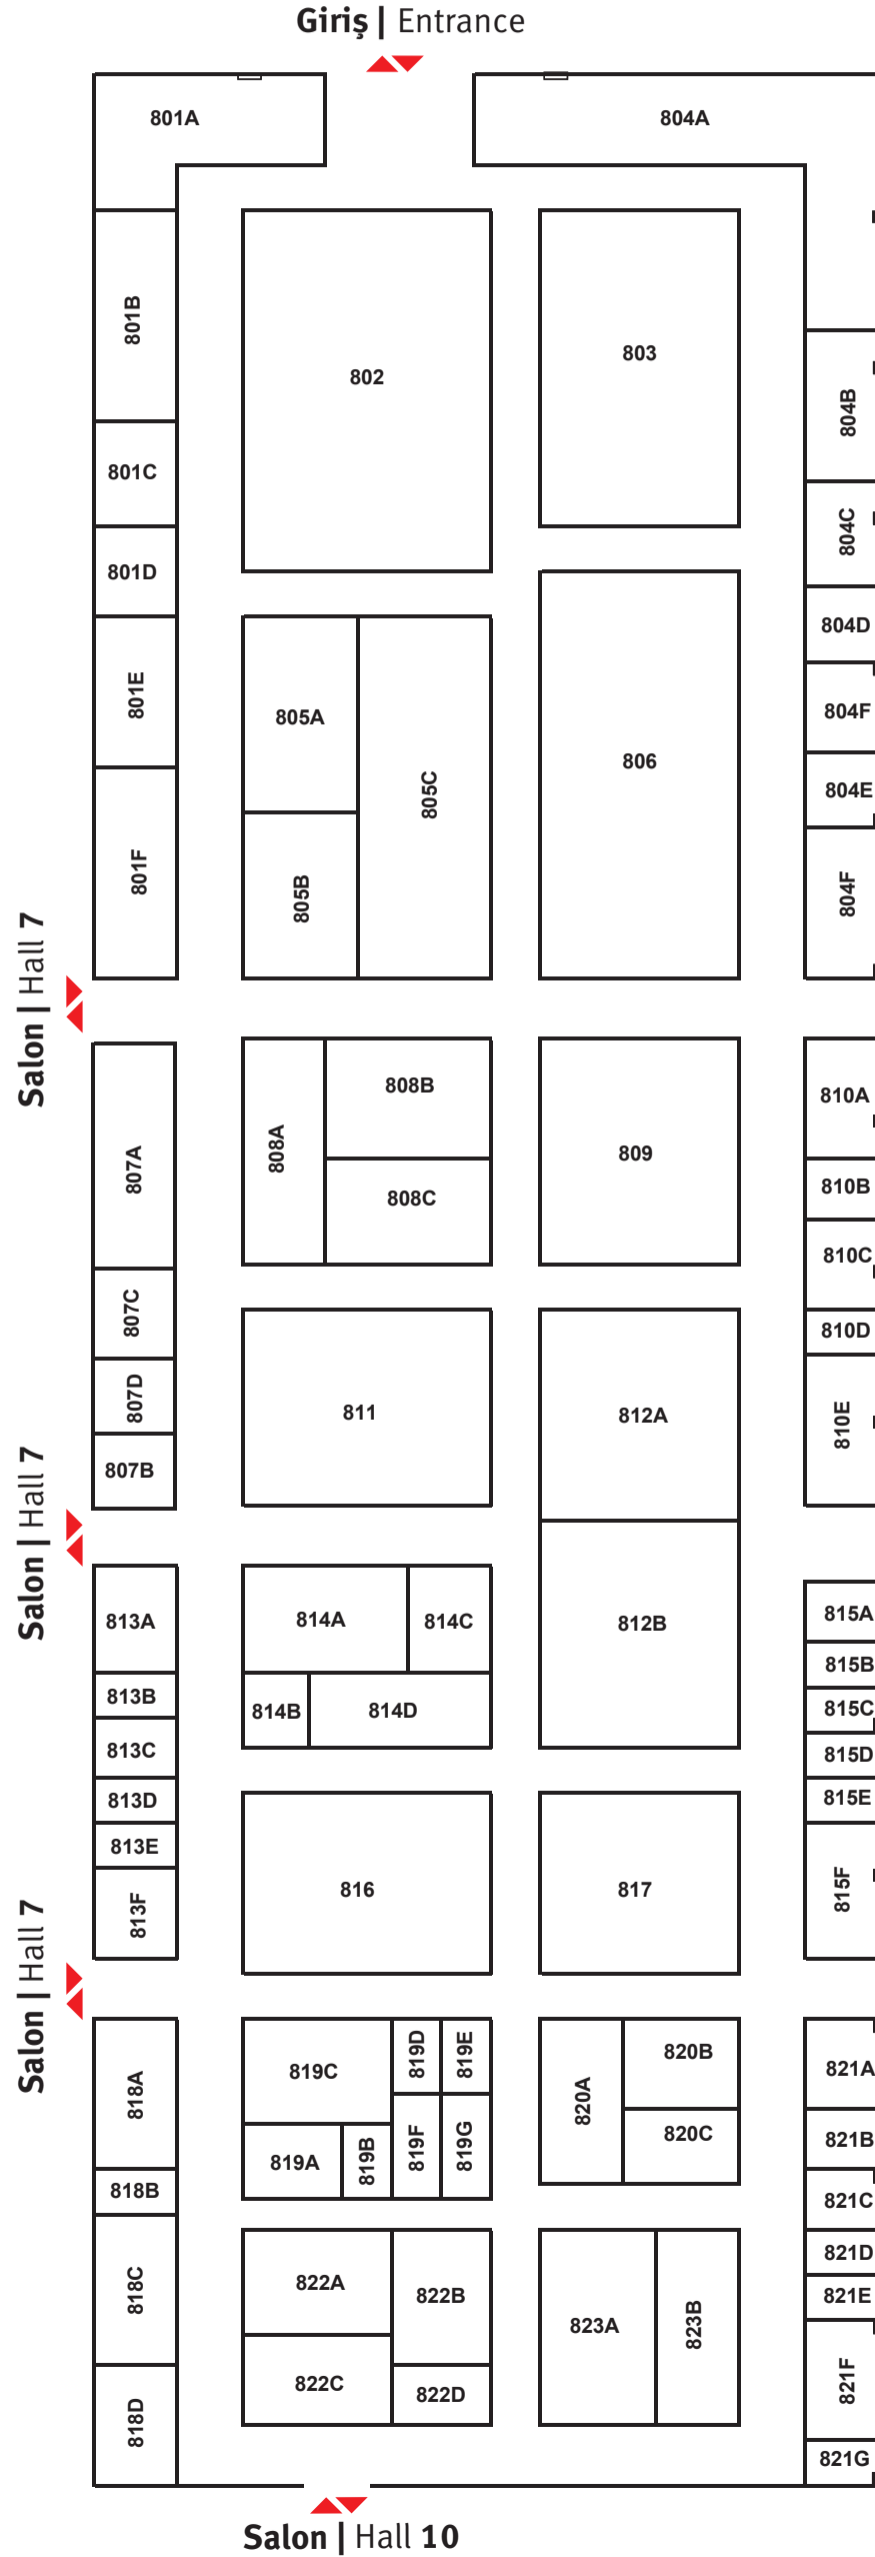 Giriş | Entrance
801A
804A
801B
802
803
804B
801C
804C
801D
804D
801E
805A
804F
806
805C
804E
801F
805B
804F
Salon | Hall 7
808B
810A
807A
808A
809
810B
808C
810C
807C
810D
807D
811
812A
810E
807B
Salon | Hall 7
813A
814A
814C
812B
815A
815B
813B
814B
814D
815C
813C
815D
813D
815E
813E
816
817
815F
813F
Salon | Hall 7
819D
819E
820B
818A
819C
820A
821A
820C
819A
819B
819F
819G
821B
818B
821C
821D
818C
822A
822B
821E
823A
823B
822C
822D
821F
818D
821G
Salon | Hall 10